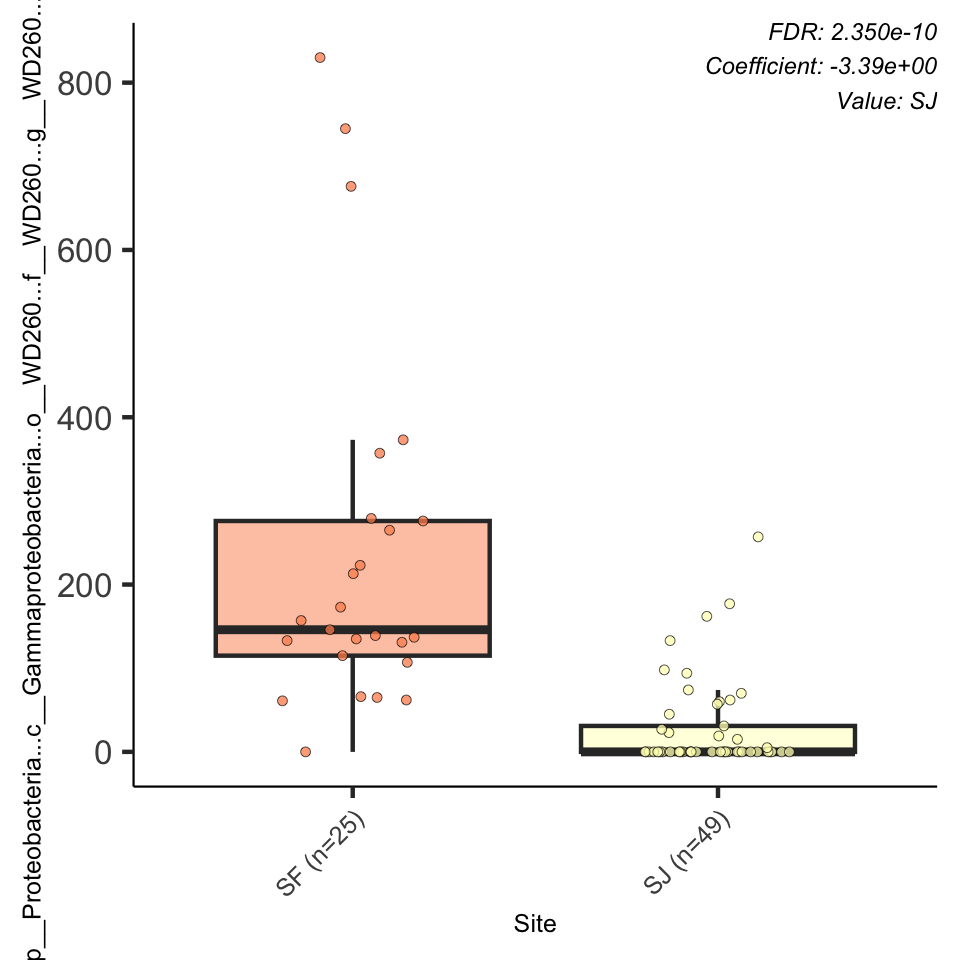 FDR: 2.350e-10
Coefficient: -3.39e+00
Value: SJ
p__Proteobacteria...c__Gammaproteobacteria...o__WD260...f__WD260...g__WD260...
800
600
400
200
0
SF (n=25)
SJ (n=49)
Site